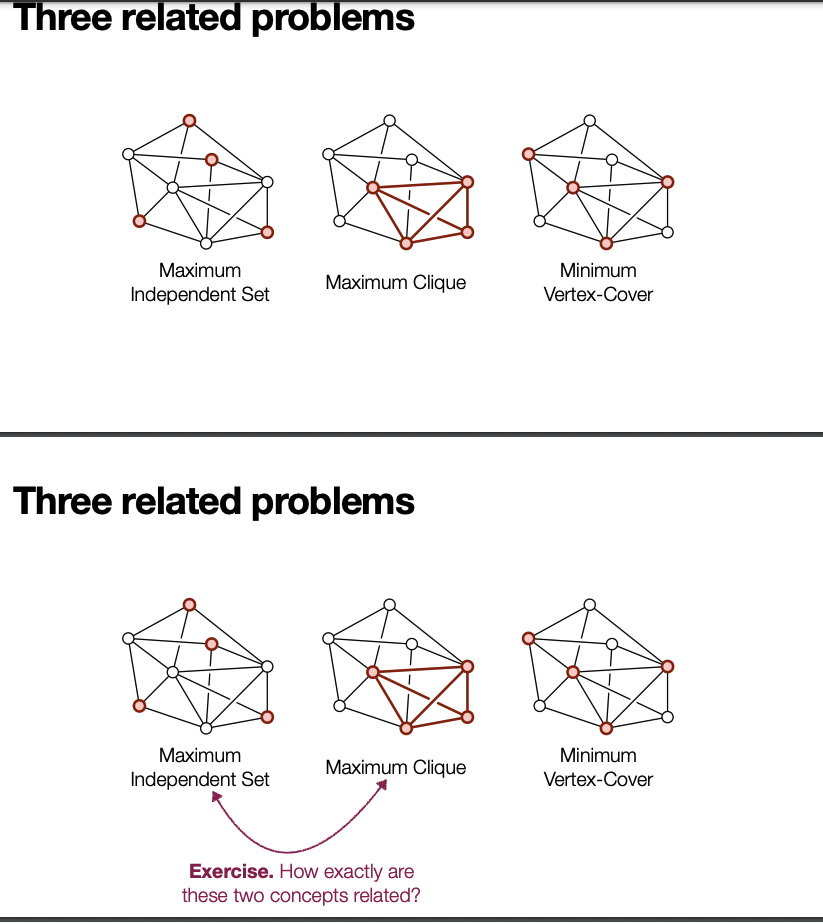 Three related problems
Maximum
Independent Set
Maximum Clique
Minimum
Vertex-Cover
Three related problems
Maximum
Independent Set
Maximum Clique
Minimum
Vertex-Cover
Exercise. How exactly are
these two concepts related?